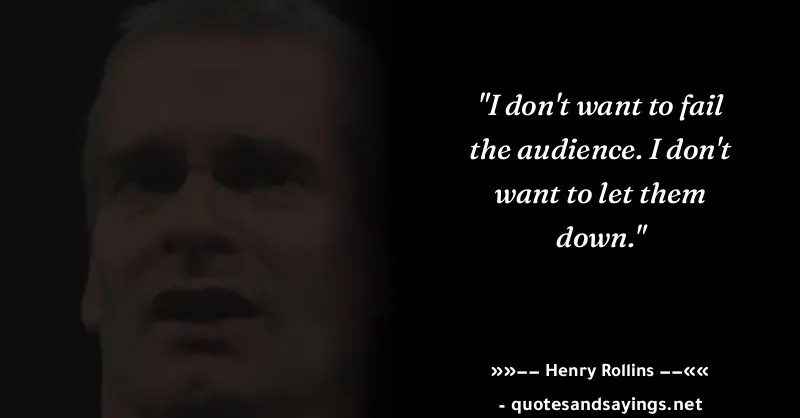 "I don't want to fail
the audience. I don't
want to let them
down."
»»—— Henry Rollins ——««
- quotesandsayings.net